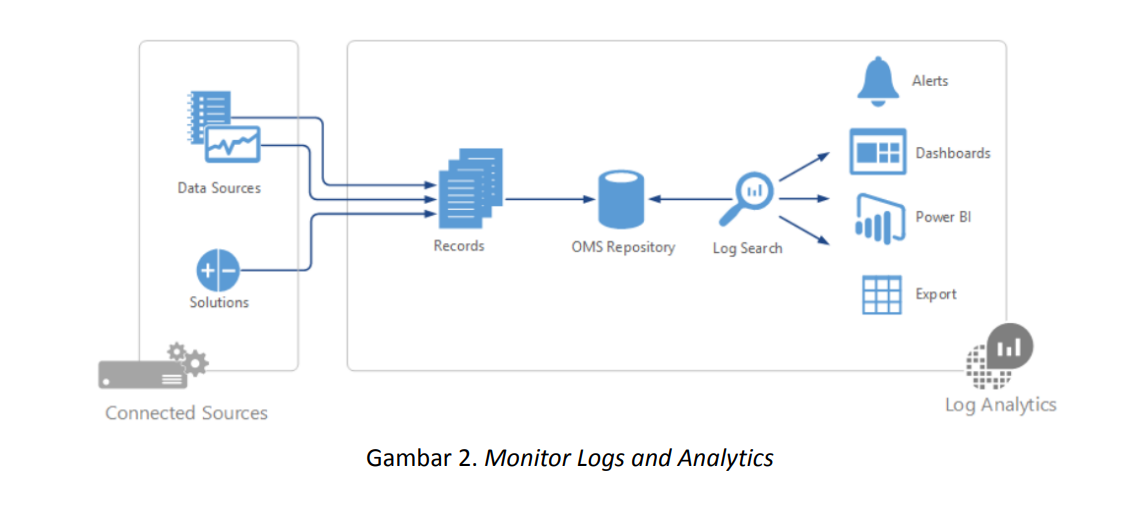 Data Sources
Solutions
Connected Sources
Records
OMS Repository
Log Search
Alerts
Dashboards
Power BI
Export
Log Analytics
Gambar 2. Monitor Logs and Analytics